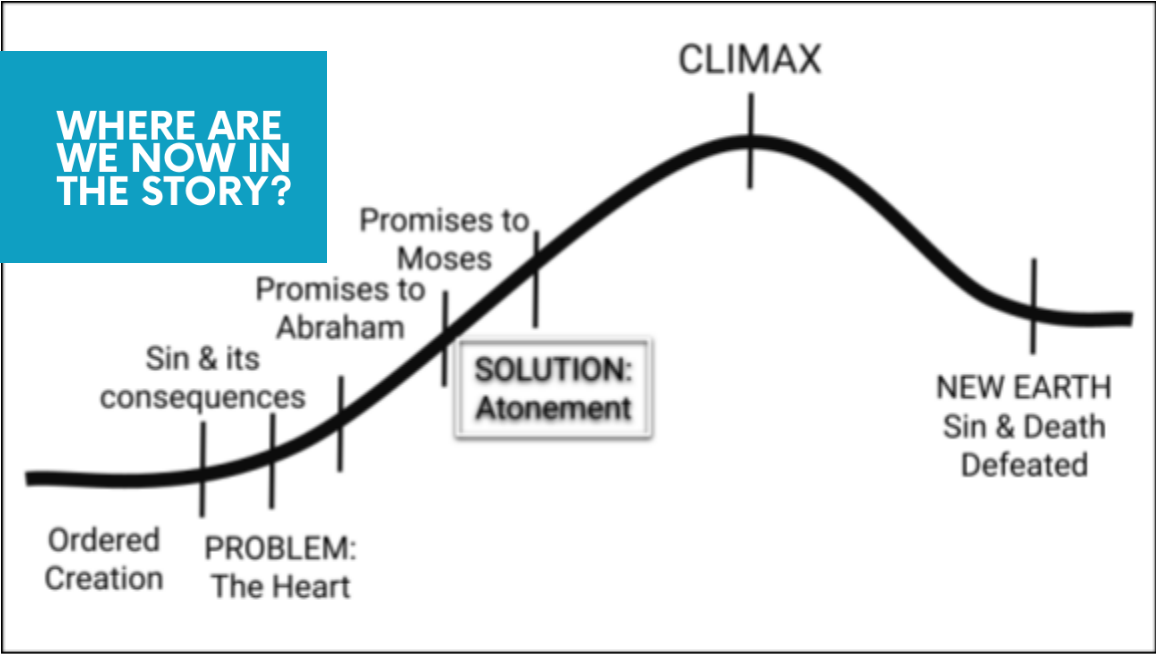 WHERE ARE
WE NOW IN
THE STORY?
CLIMAX
Promises to
Moses
Promises to
Abraham
Sin & its
consequences
SOLUTION:
Atonement
NEW EARTH
Sin & Death
Defeated
Ordered
Creation
PROBLEM:
The Heart